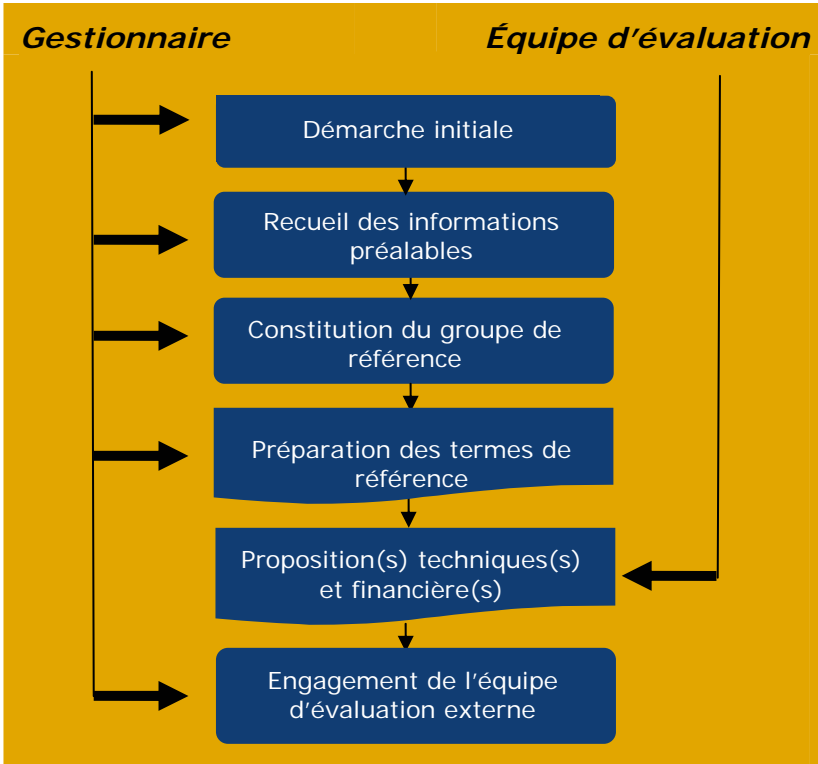 Gestionnaire
Équipe d'évaluation
Démarche initiale
Recueil des informations
préalables
Constitution du groupe de
référence
Préparation des termes de
référence
Proposition(s) techniques(s)
et financière(s)
Engagement de l'équipe
d'évaluation externe